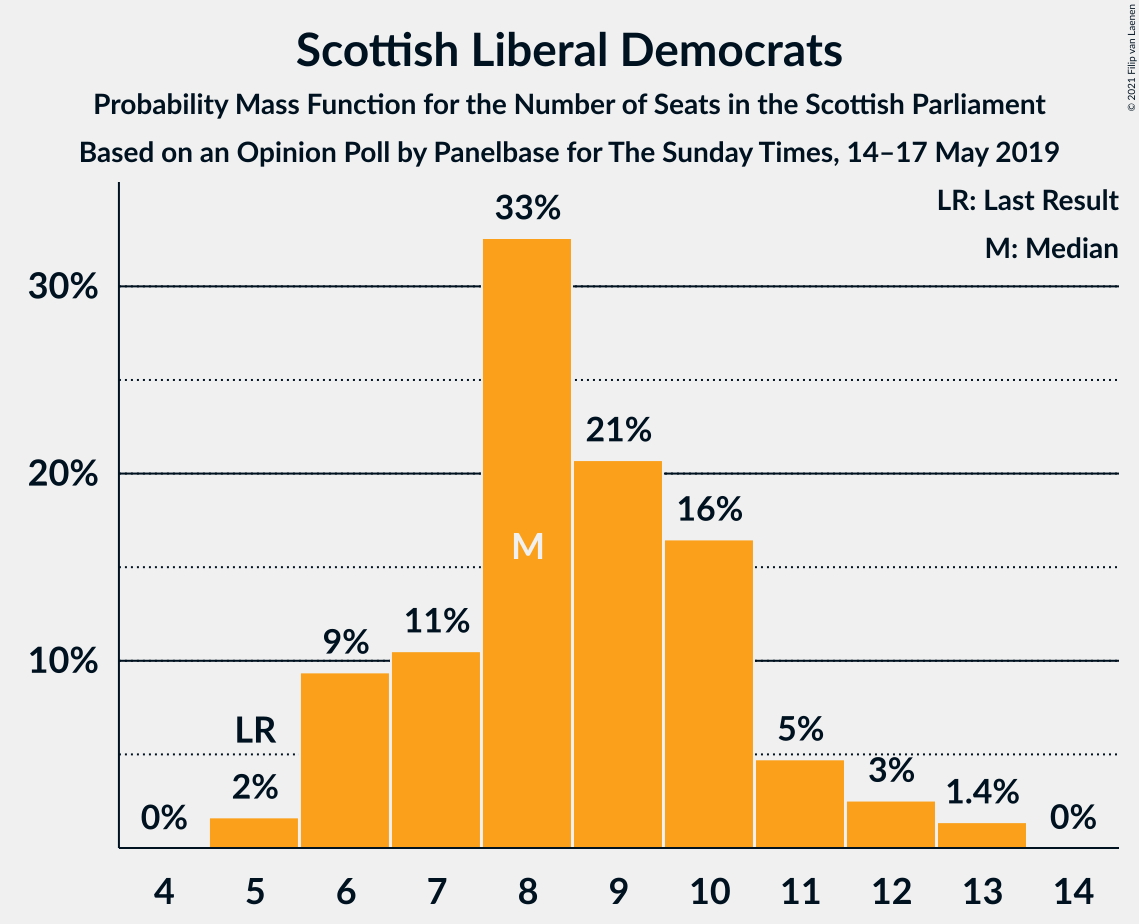 Scottish Liberal Democrats
Probability Mass Function for the Number of Seats in the Scottish Parliament
Based on an Opinion Poll by Panelbase for The Sunday Times, 14–17 May 2019
© 2021 Filip van Laenen
LR: Last Result
M: Median
33%
30%
21%
20%
16%
M
11%
9%
10%
LR
5%
3%
2%
1.4%
0%
0%
4 5 6 7 8 9 10 11 12 13 14